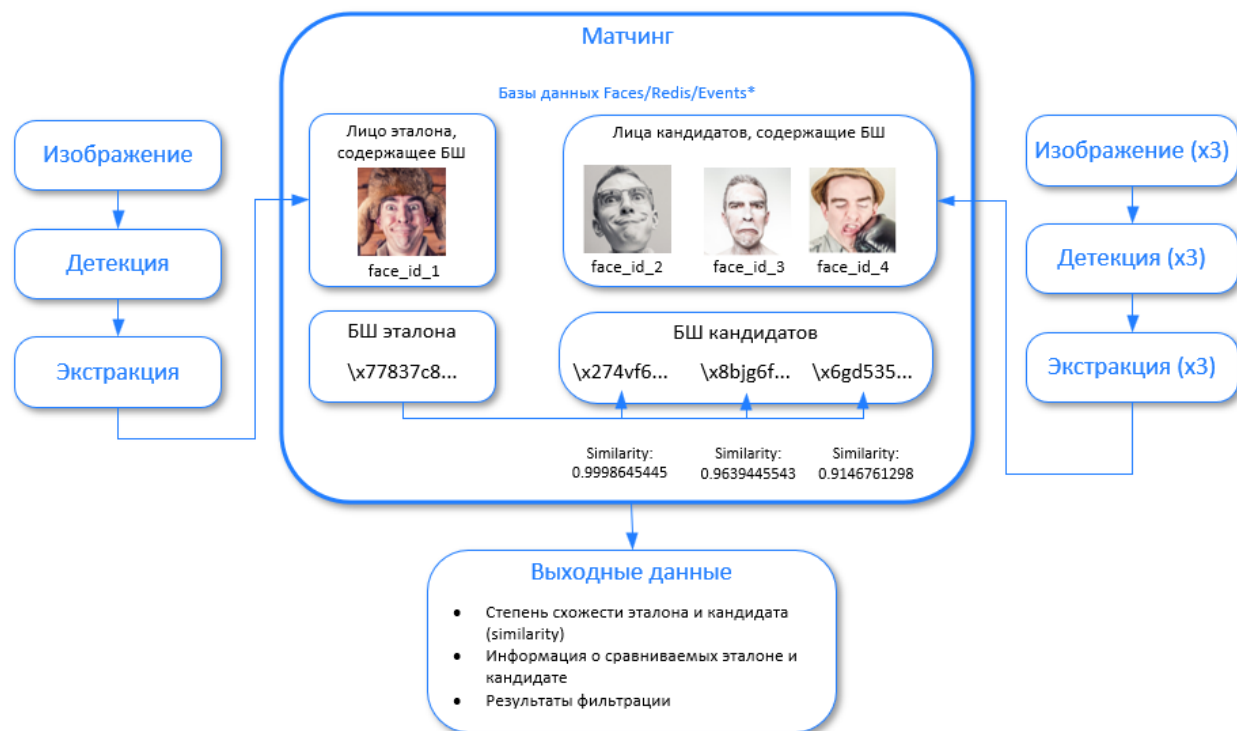 Матчинг
Базы данных Faces/Redis/Events*
Изображение
Детекция
Экстракция
Лицо эталона,
содержащее БШ
face_id_1
Лица кандидатов, содержащие БШ
face_id_2
face_id_3
face_id_4
БШ эталона
\x77837c8...
БШ кандидатов
\x274vf6...
\x8bjg6f...
\x6gd535...
Similarity:
0.9998645445
Similarity:
0.9639445543
Similarity:
0.9146761298
Изображение (x3)
Детекция (x3)
Экстракция (x3)
Выходные данные
• Степень схожести эталона и кандидата
(similarity)
• Информация о сравниваемых эталоне и
кандидате
• Результаты фильтрации